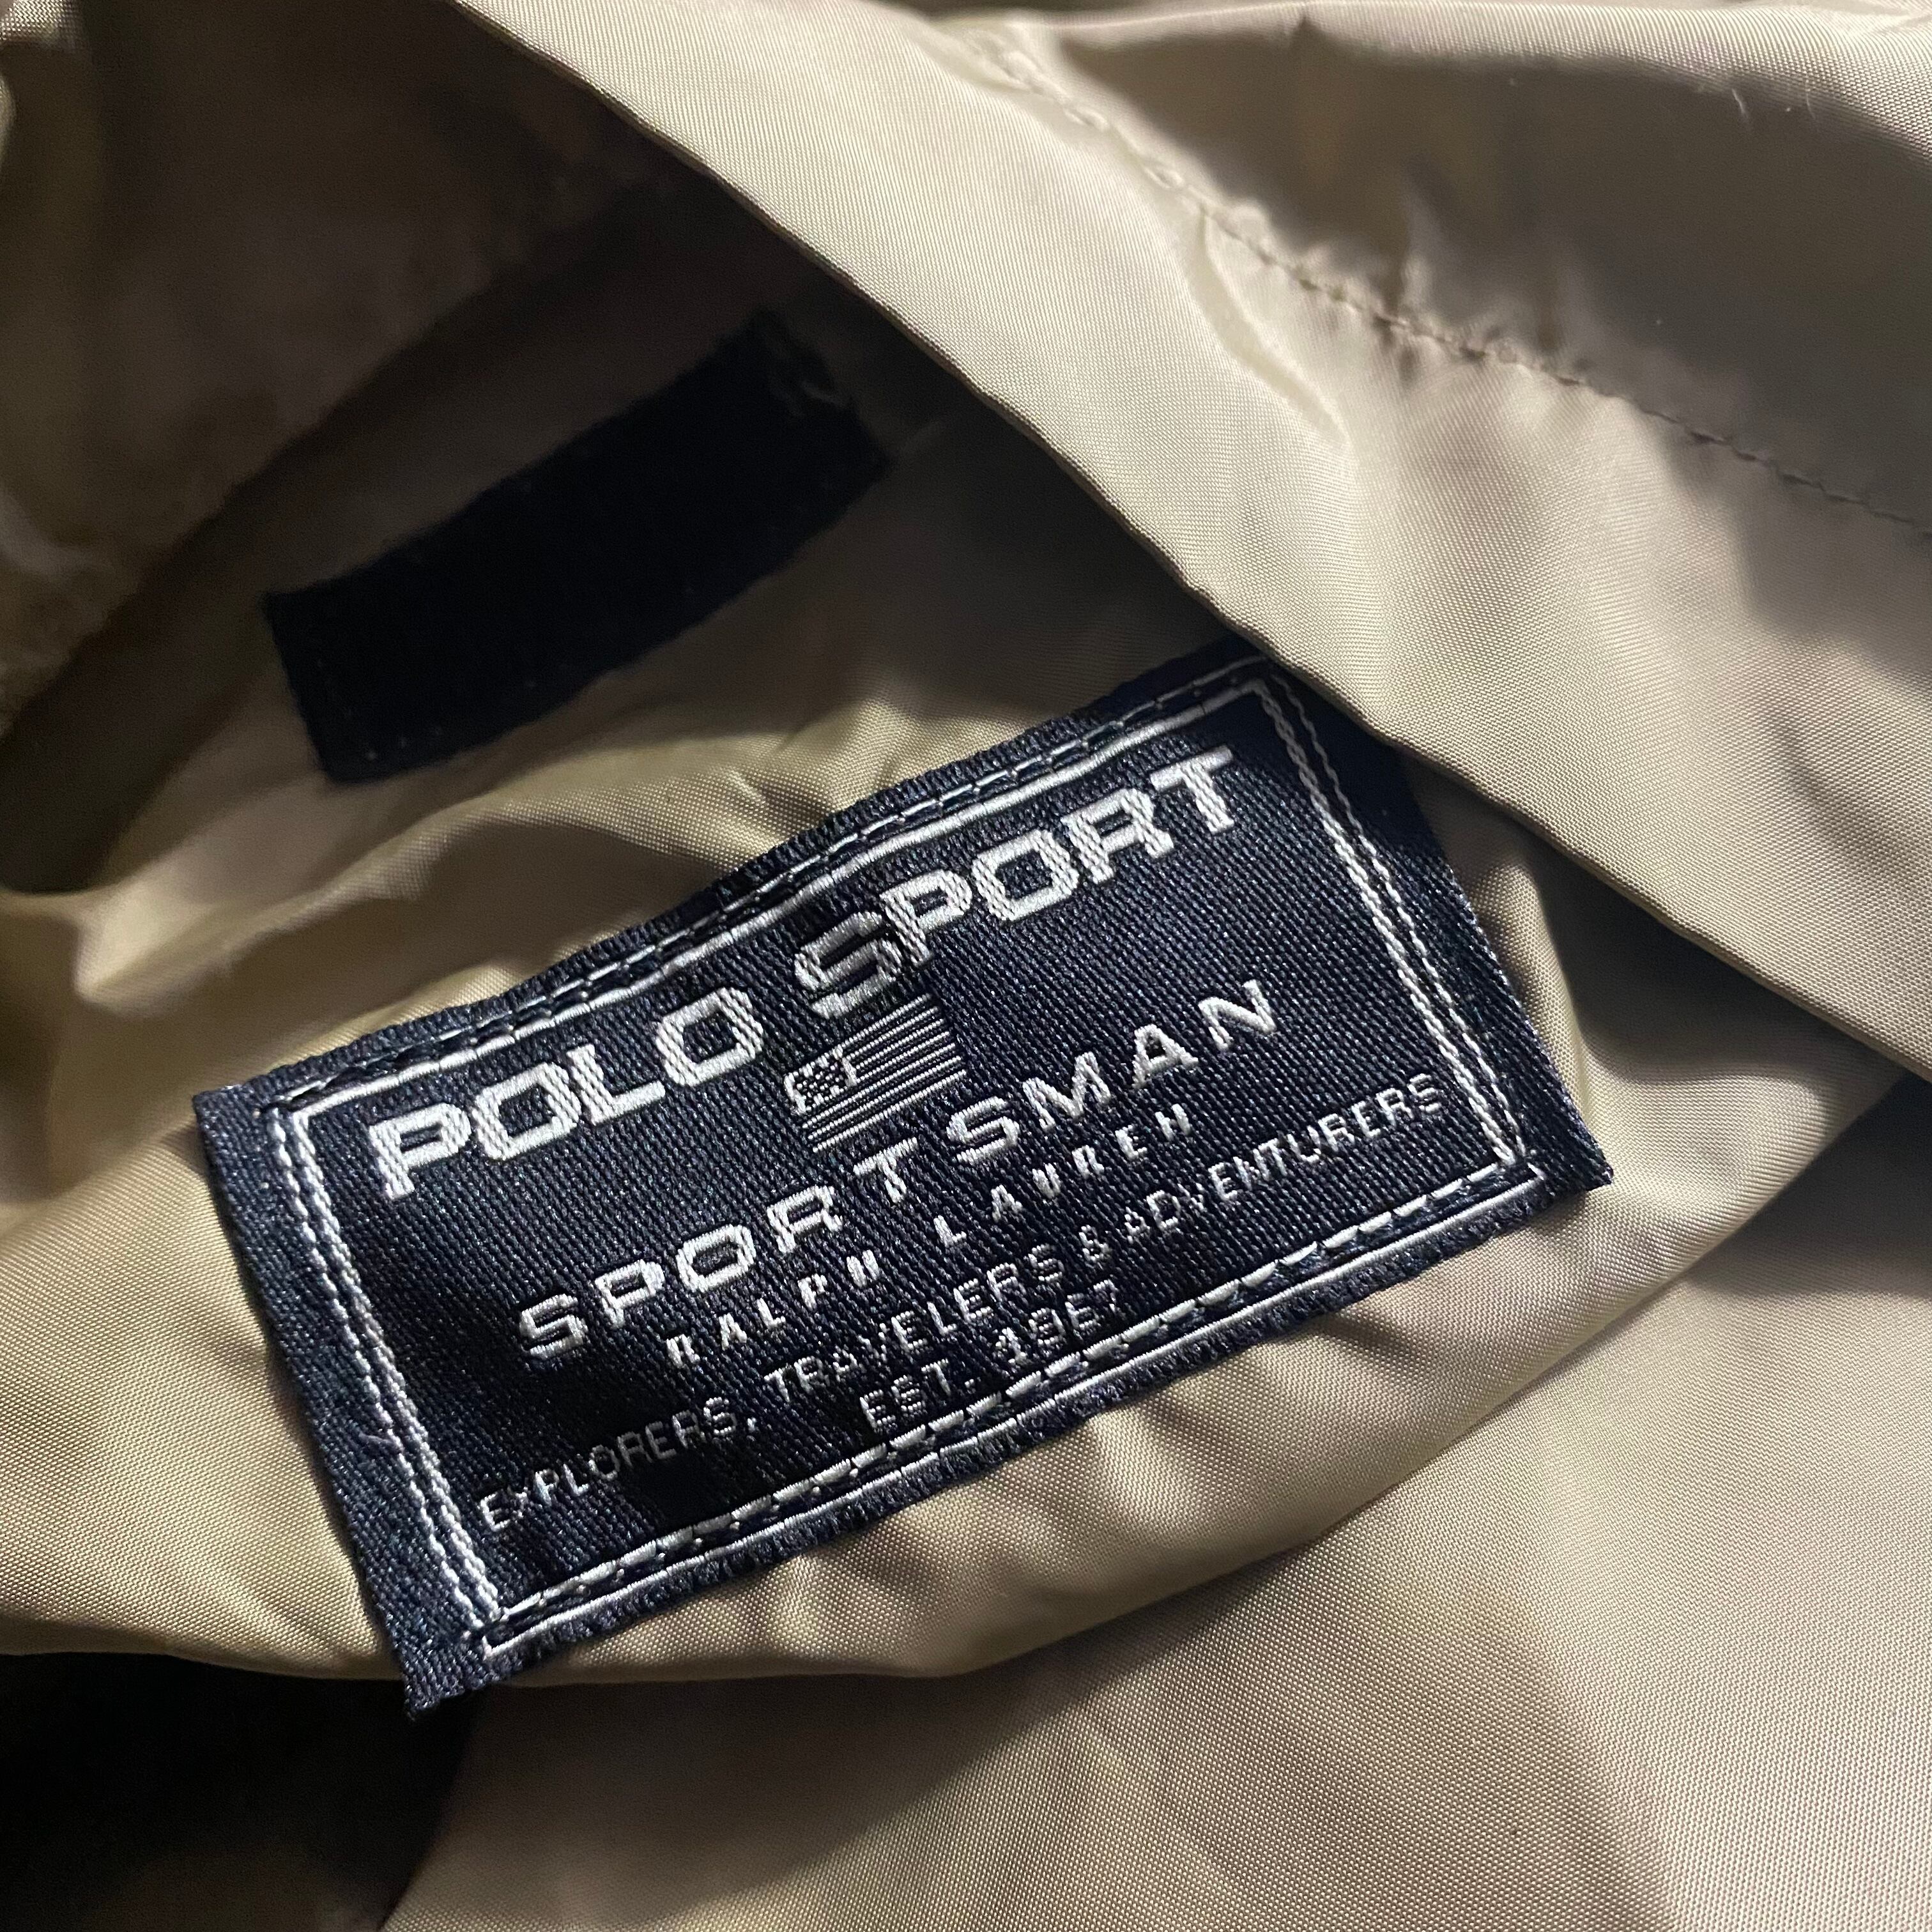 POLO SPORT
SPORTSMAN
RALPH LAUREN
EXPLORERS, TRAVELERS & ADVENTURERS
EST. 1967